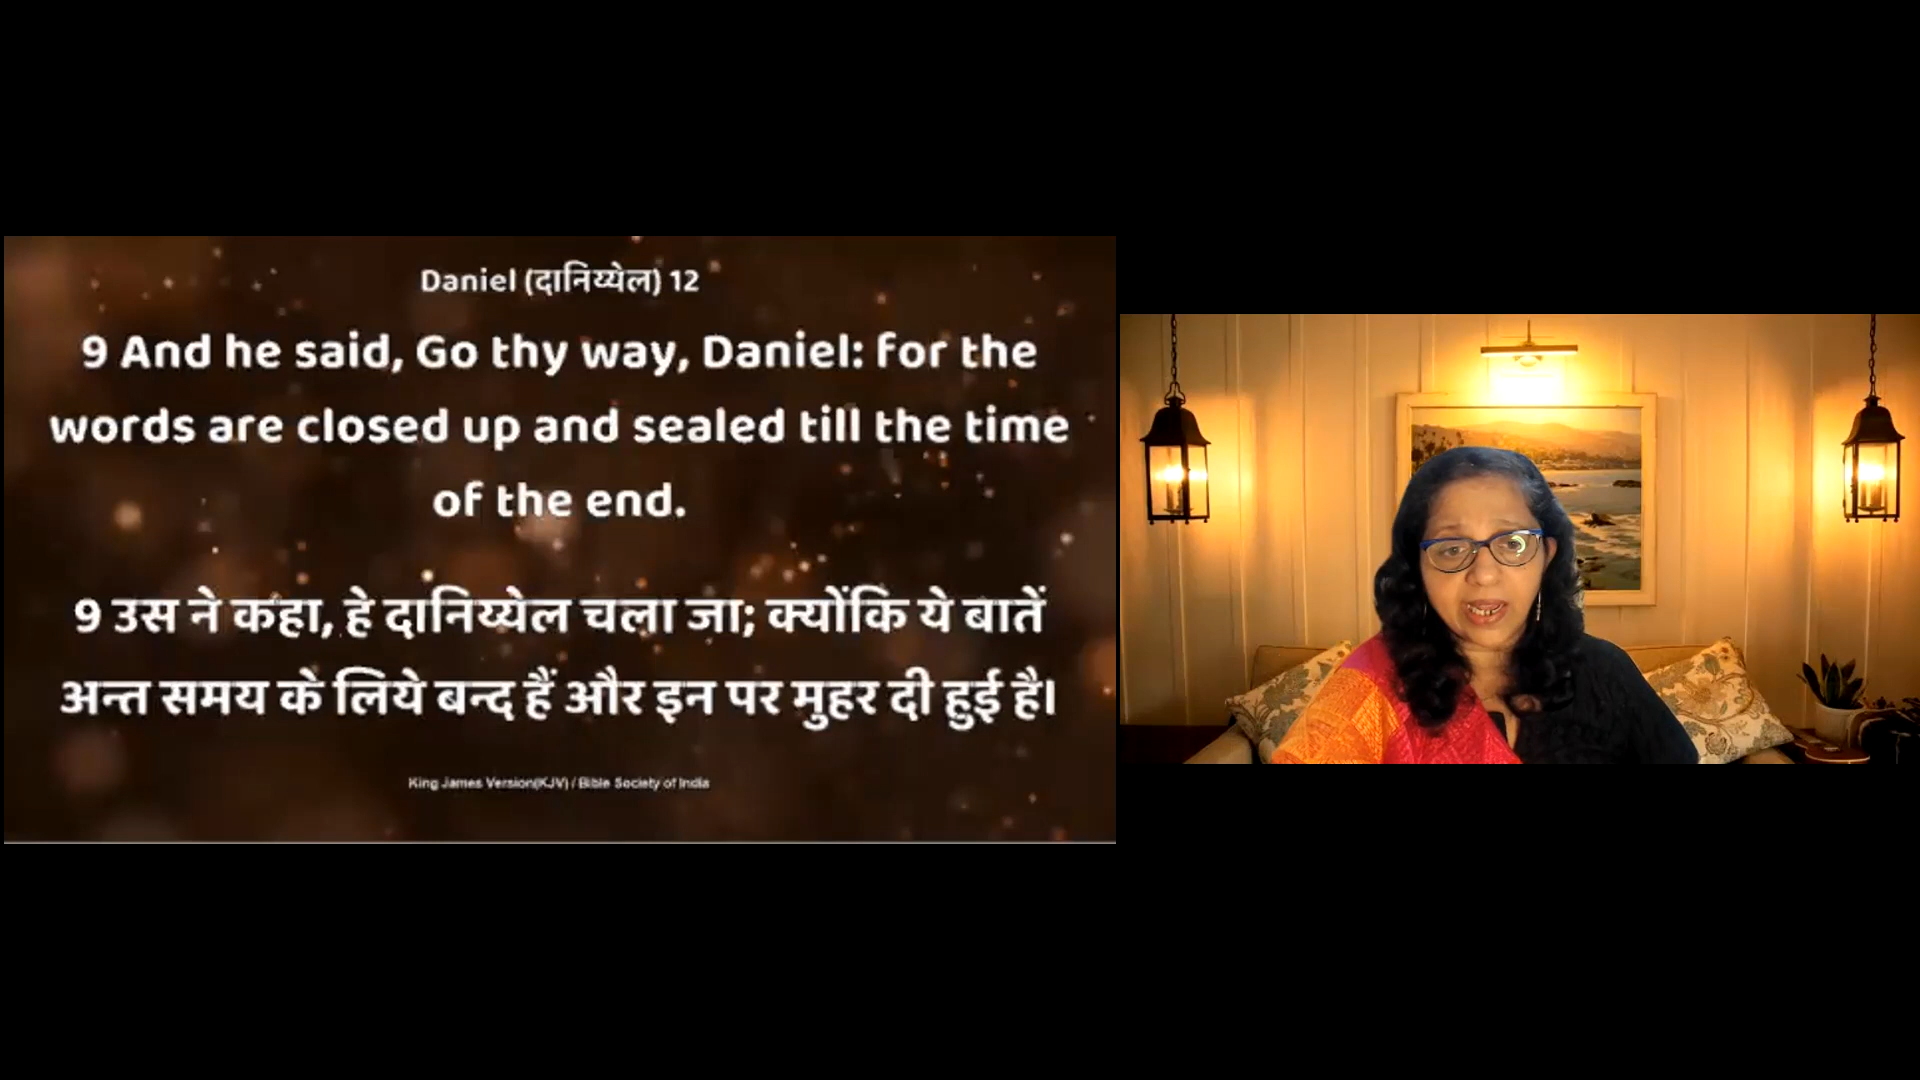 Daniel (दानिय्येल) 12
9 And he said, Go thy way, Daniel: for the
words are closed up and sealed till the time
of the end.
9 उस ने कहा, हे दानिय्येल चला जा; क्योंकि ये बातें
अन्त समय के लिये बन्द हैं और इन पर मुहर दी हुई है।
King James Version(KJV) / Bible Society of India